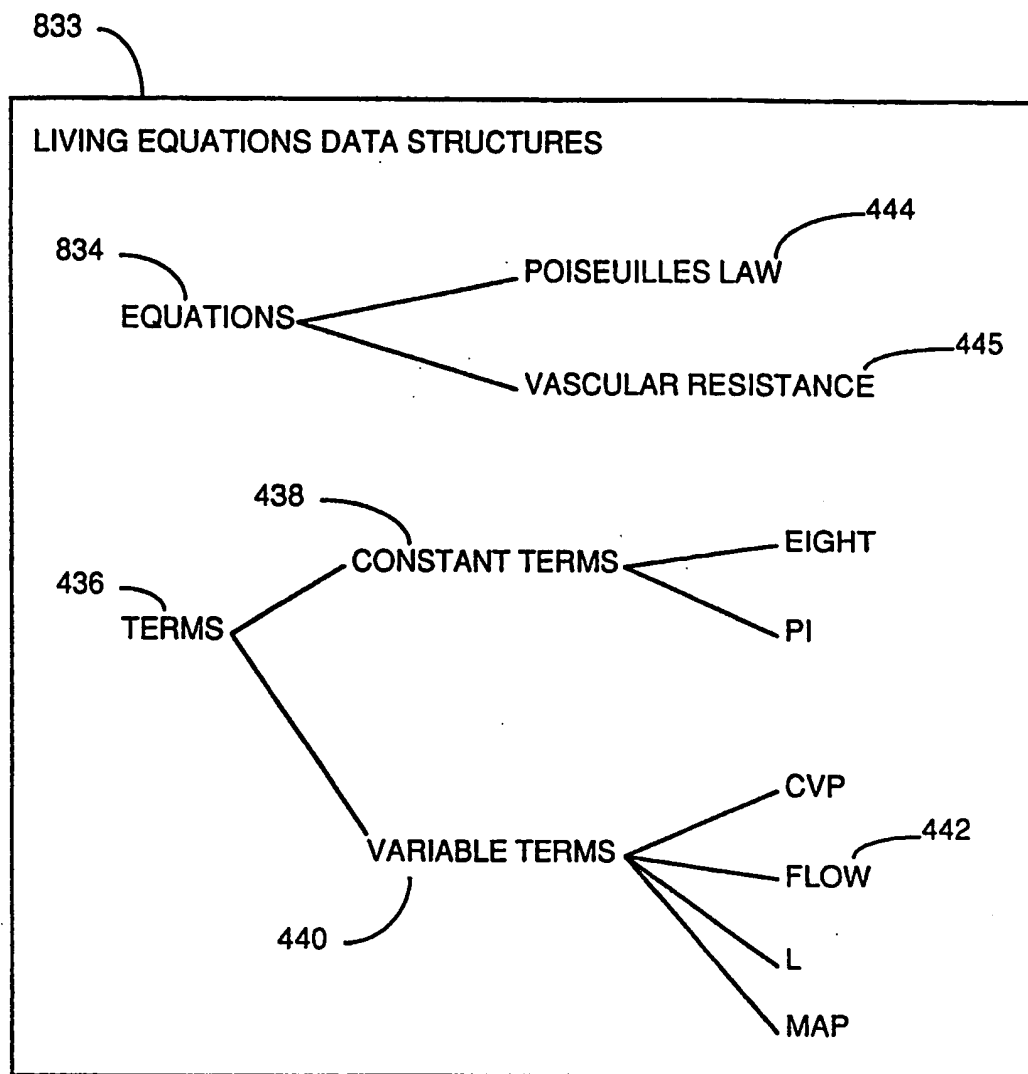 833
LIVING EQUATIONS DATA STRUCTURES
444
834
POISEUILLES LAW
EQUATIONS
445
VASCULAR RESISTANCE
438
EIGHT
CONSTANT TERMS
436
TERMS
PI
CVP
442
VARIABLE TERMS
FLOW
440
L
MAP